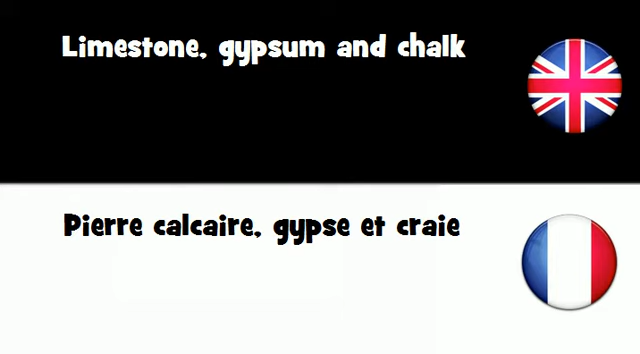 Limestone, gypsum and chalk
Pierre calcaire, gypse et craie